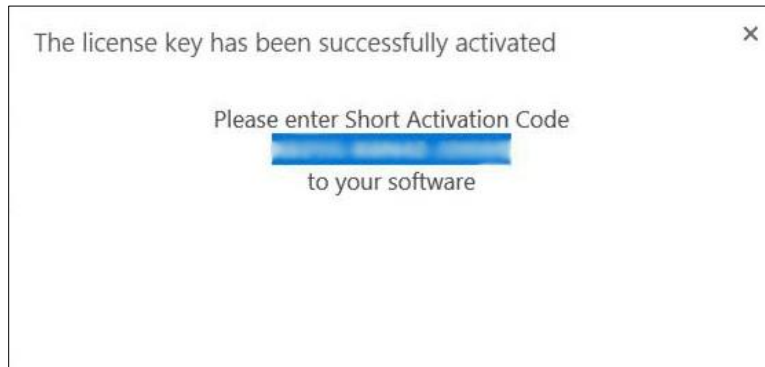 The license key has been successfully activated
Please enter Short Activation Code
to your software